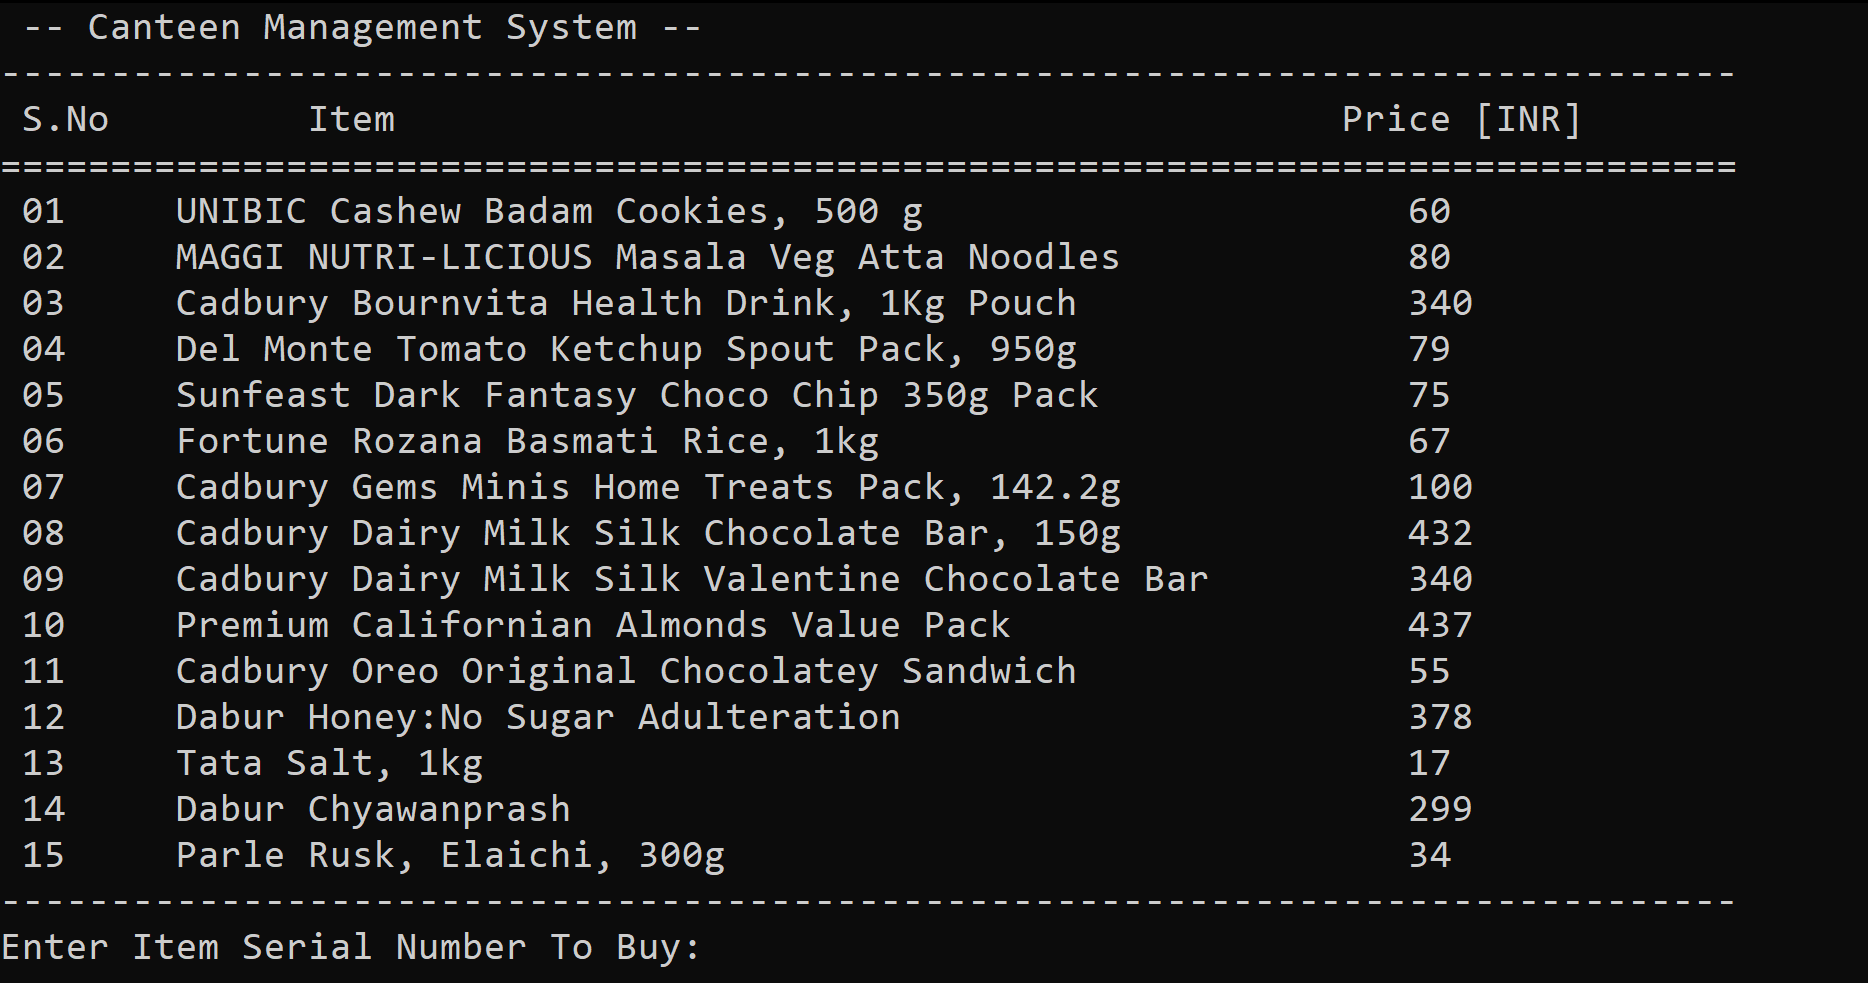 -- Canteen Management System --
-------------------------------------------------------------------------------
S.No Item Price [INR]
===============================================================================
01 UNIBIC Cashew Badam Cookies, 500 g 60
02 MAGGI NUTRI-LICIOUS Masala Veg Atta Noodles 80
03 Cadbury Bournvita Health Drink, 1Kg Pouch 340
04 Del Monte Tomato Ketchup Spout Pack, 950g 79
05 Sunfeast Dark Fantasy Choco Chip 350g Pack 75
06 Fortune Rozana Basmati Rice, 1kg 67
07 Cadbury Gems Minis Home Treats Pack, 142.2g 100
08 Cadbury Dairy Milk Silk Chocolate Bar, 150g 432
09 Cadbury Dairy Milk Silk Valentine Chocolate Bar 340
10 Premium Californian Almonds Value Pack 437
11 Cadbury Oreo Original Chocolatey Sandwich 55
12 Dabur Honey:No Sugar Adulteration 378
13 Tata Salt, 1kg 17
14 Dabur Chyawanprash 299
15 Parle Rusk, Elaichi, 300g 34
-------------------------------------------------------------------------------
Enter Item Serial Number To Buy: